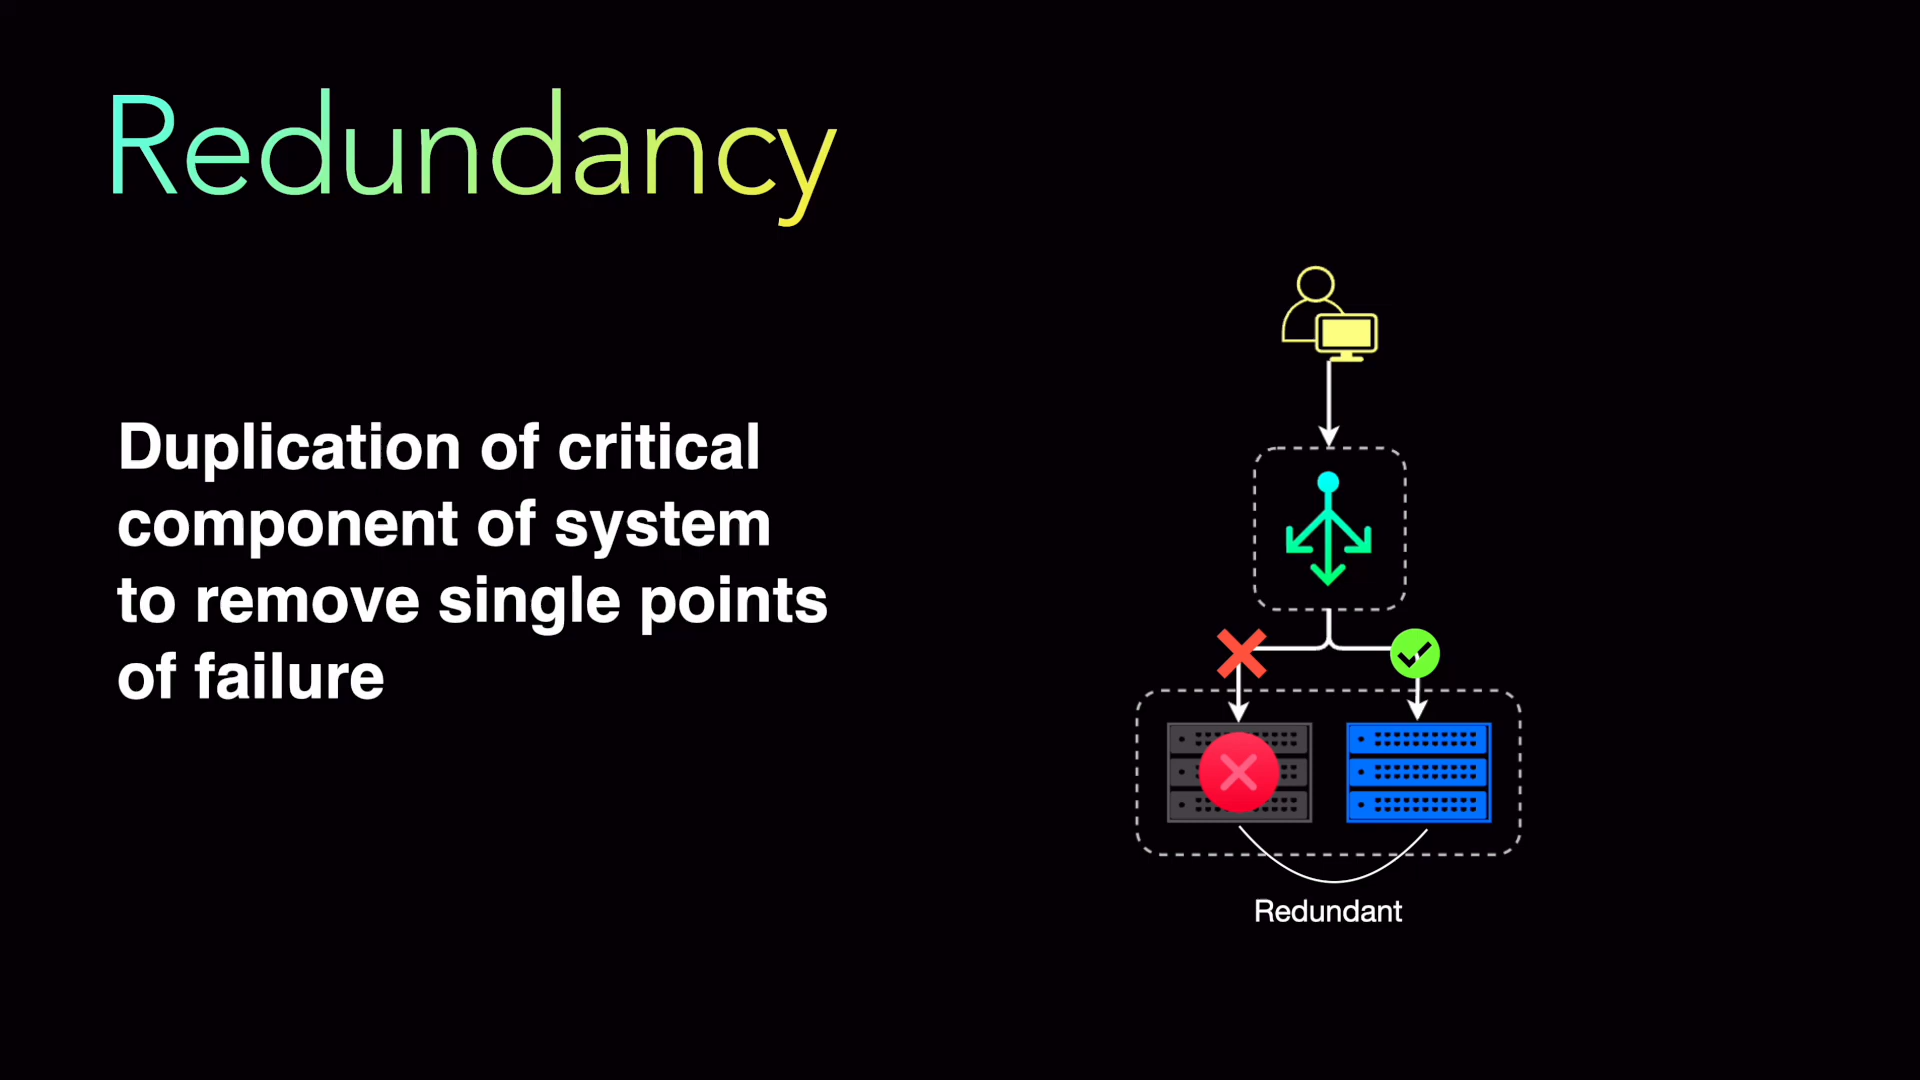 Redundancy
Duplication of critical
component of system
to remove single points
of failure
Redundant